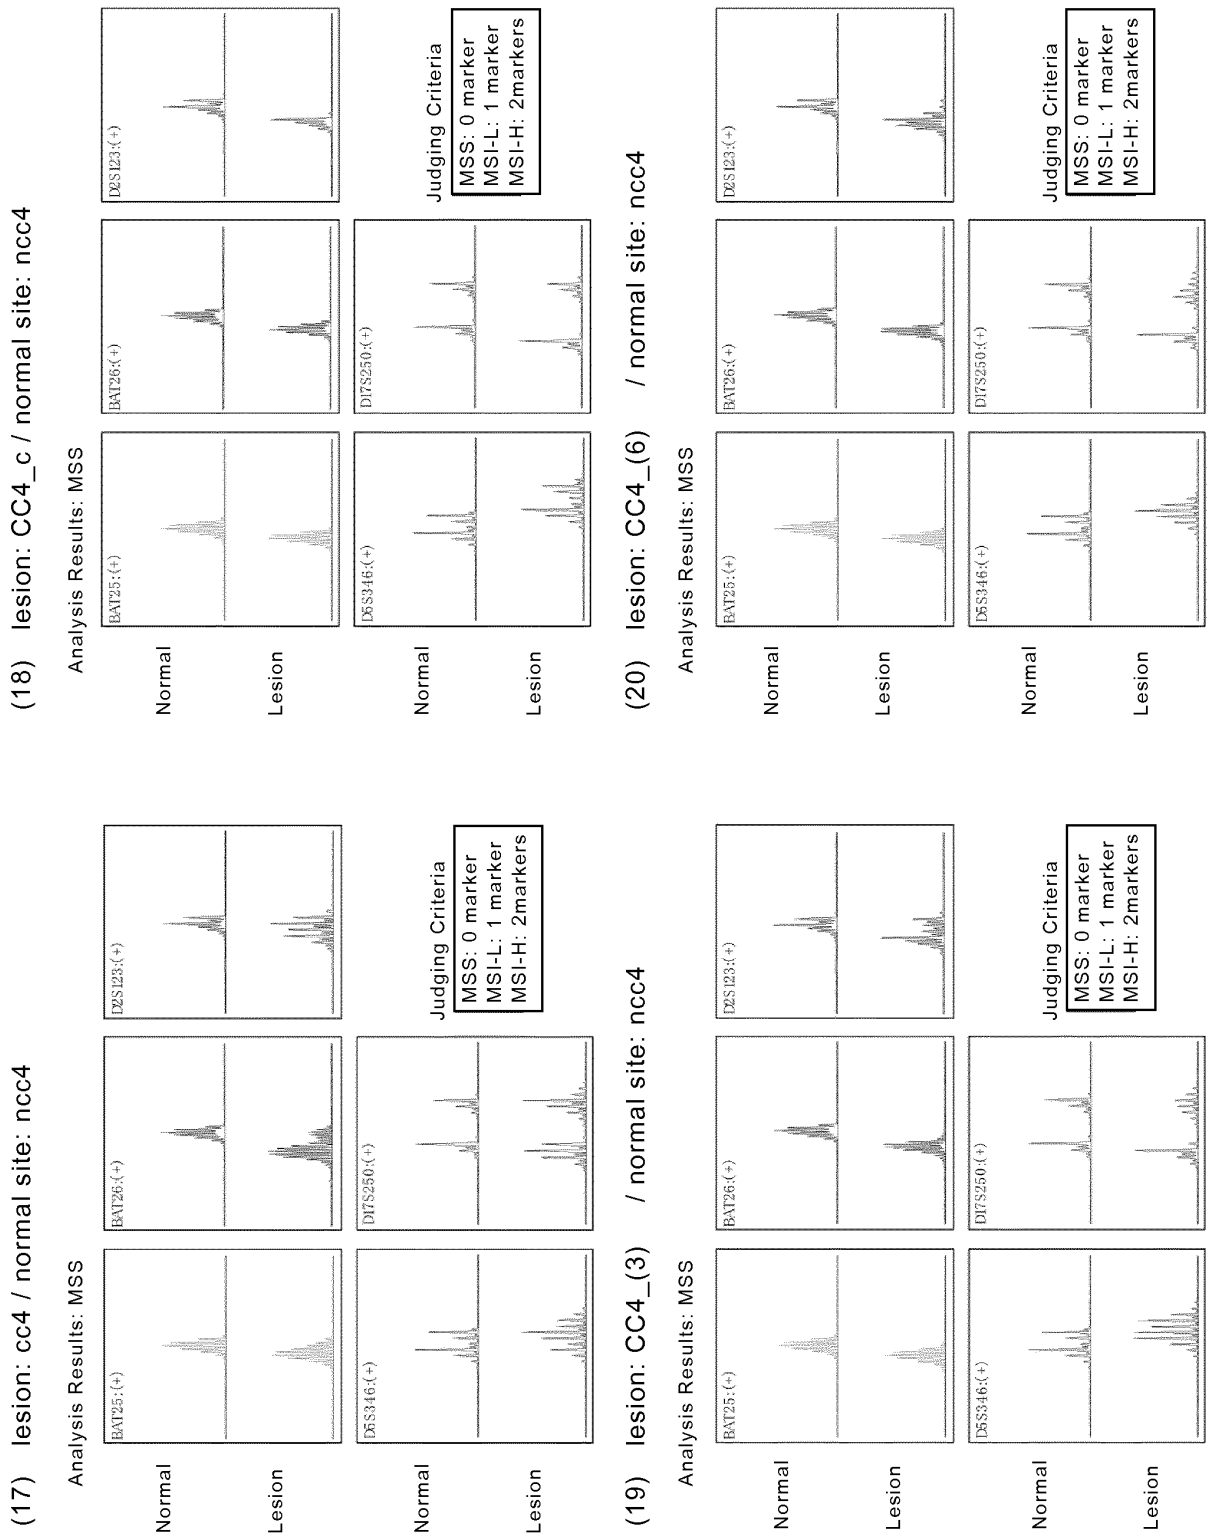 (17) lesion: cc4 / normal site: ncc4
Analysis Results: MSS
BAT25:(+)
BAT26:(+)
D2S123:(+)
Normal
Lesion
D5S346:(+)
D17S250:(+)
Normal
Lesion
Judging Criteria
MSS: 0 marker
MSI-L: 1 marker
MSI-H: 2markers
(18) lesion: CC4_c / normal site: ncc4
Analysis Results: MSS
BAT25:(+)
BAT26:(+)
D2S123:(+)
Normal
Lesion
D5S346:(+)
D17S250:(+)
Normal
Lesion
Judging Criteria
MSS: 0 marker
MSI-L: 1 marker
MSI-H: 2markers
(19) lesion: CC4_(3) / normal site: ncc4
Analysis Results: MSS
BAT25:(+)
BAT26:(+)
D2S123:(+)
Normal
Lesion
D5S346:(+)
D17S250:(+)
Normal
Lesion
Judging Criteria
MSS: 0 marker
MSI-L: 1 marker
MSI-H: 2markers
(20) lesion: CC4_(6) / normal site: ncc4
Analysis Results: MSS
BAT25:(+)
BAT26:(+)
D2S123:(+)
Normal
Lesion
D5S346:(+)
D17S250:(+)
Normal
Lesion
Judging Criteria
MSS: 0 marker
MSI-L: 1 marker
MSI-H: 2markers